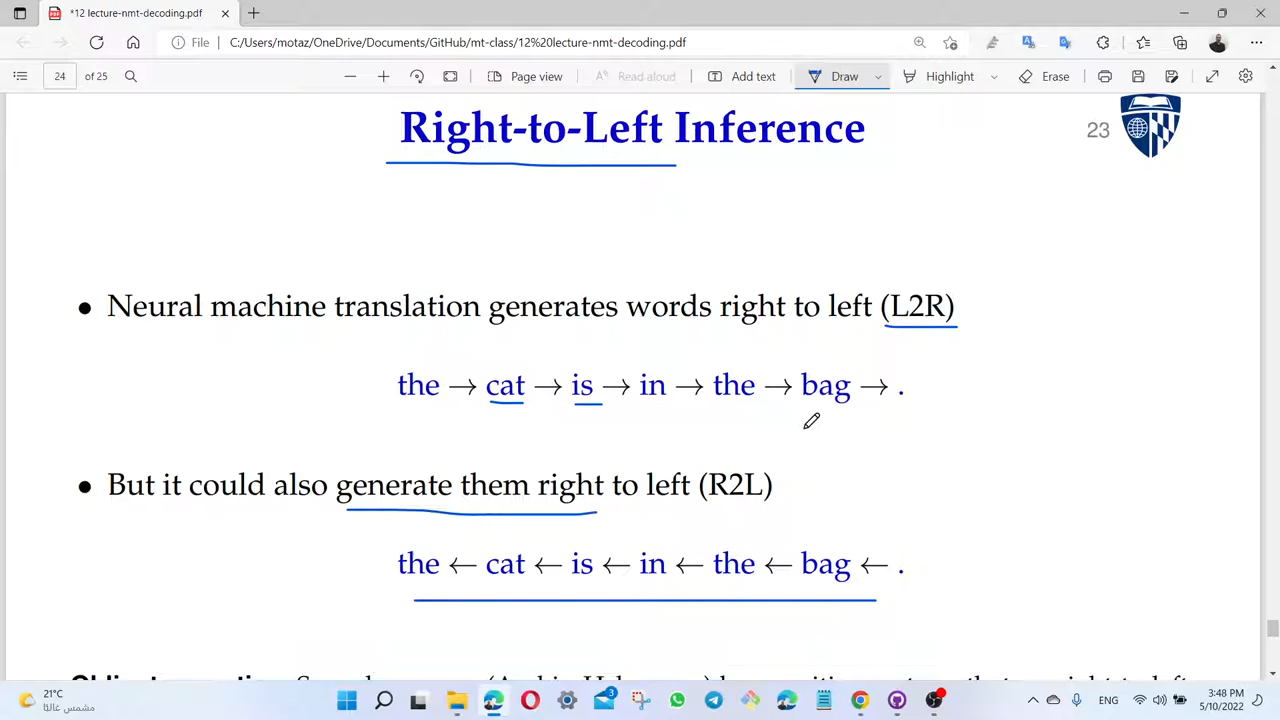 *12 lecture-nmt-decoding.pdf
File C:/Users/motaz/OneDrive/Documents/GitHub/mt-class/12%20lecture-nmt-decoding.pdf
24 of 25 Page view Read aloud Add text Draw Highlight Erase
Right-to-Left Inference 23
• Neural machine translation generates words right to left (L2R)
the → cat → is → in → the → bag → .
• But it could also generate them right to left (R2L)
the ← cat ← is ← in ← the ← bag ← .
21°C 3 ENG 3:48 PM
مشمس غالبًا 5/10/2022